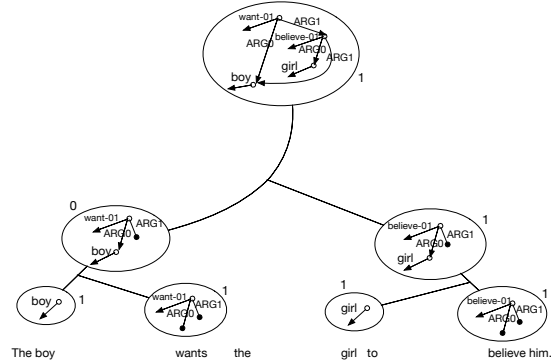 want-01 ARG1
believe-01
ARG0 ARG0
ARG1
girl
boy
1
0
want-01
ARG1
ARG0
boy
1
believe-01
ARG1
ARG0
girl
boy 1
want-01 1
ARG1
ARG0
1
girl
believe-01 1
ARG1
ARG0
The boy wants the girl to believe him.